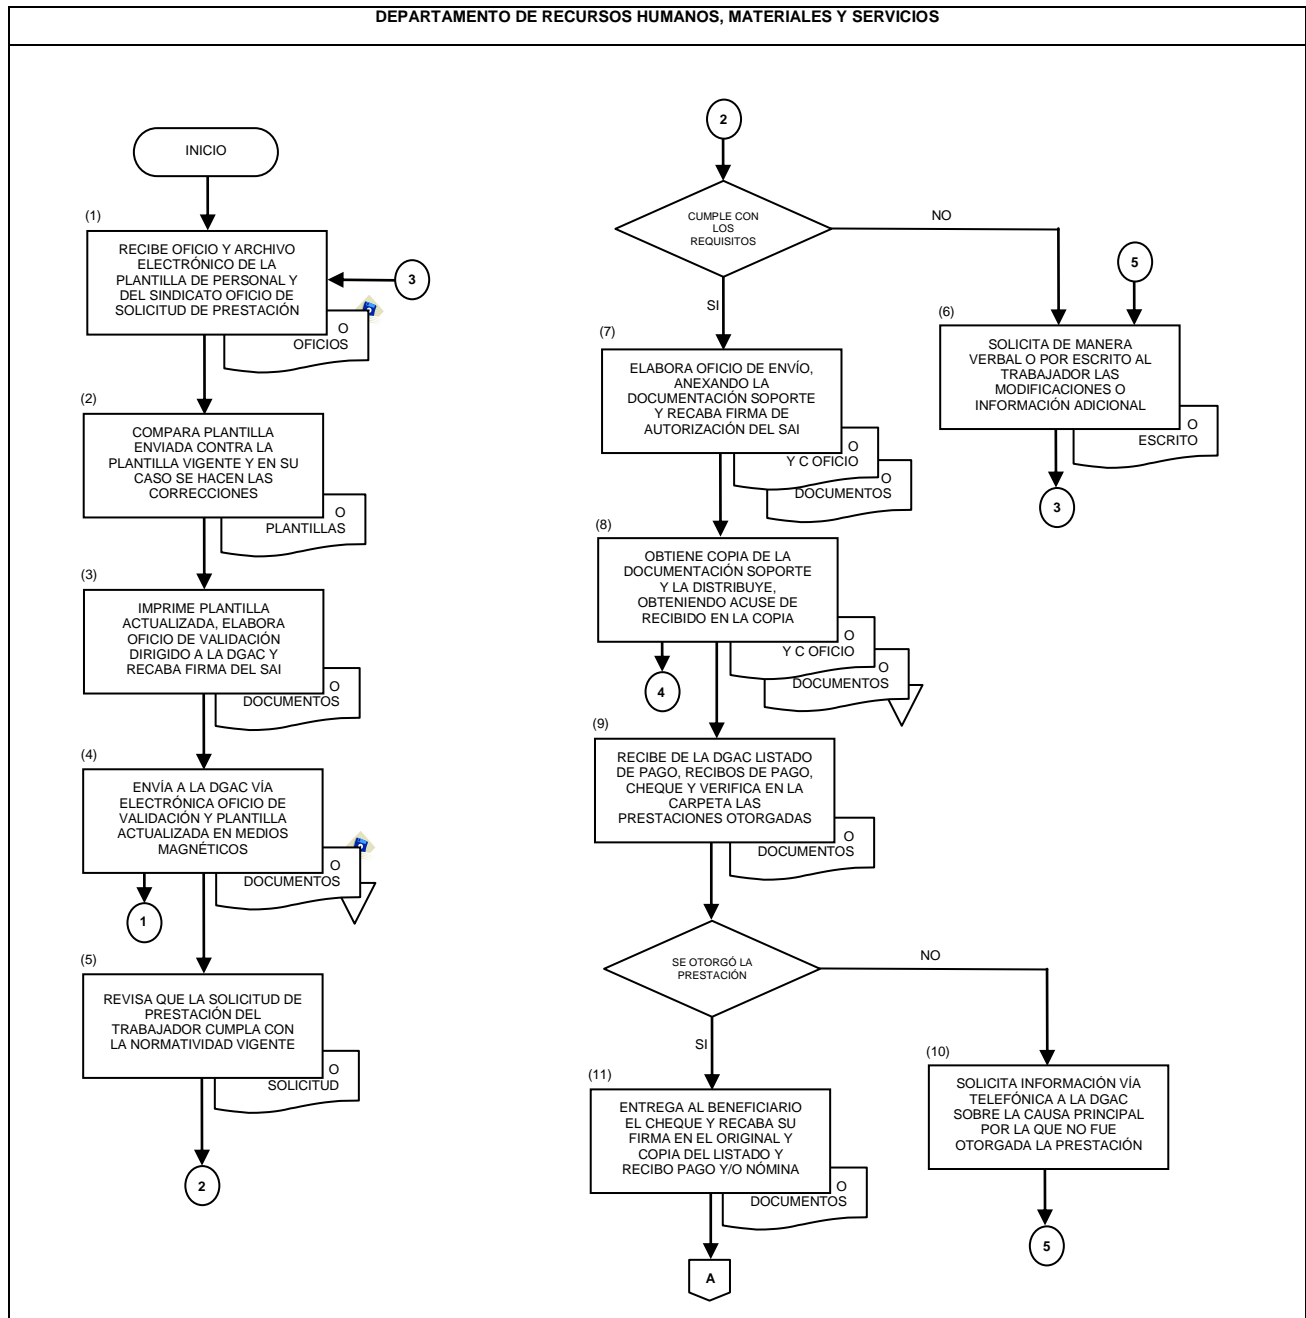 DEPARTAMENTO DE RECURSOS HUMANOS, MATERIALES Y SERVICIOS
INICIO
(1)
RECIBE OFICIO Y ARCHIVO
ELECTRÓNICO DE LA
PLANTILLA DE PERSONAL Y
DEL SINDICATO OFICIO DE
SOLICITUD DE PRESTACIÓN
3
O
OFICIOS
(2)
COMPARA PLANTILLA
ENVIADA CONTRA LA
PLANTILLA VIGENTE Y EN SU
CASO SE HACEN LAS
CORRECCIONES
O
PLANTILLAS
(3)
IMPRIME PLANTILLA
ACTUALIZADA, ELABORA
OFICIO DE VALIDACIÓN
DIRIGIDO A LA DGAC Y
RECABA FIRMA DEL SAI
O
DOCUMENTOS
(4)
ENVÍA A LA DGAC VÍA
ELECTRÓNICA OFICIO DE
VALIDACIÓN Y PLANTILLA
ACTUALIZADA EN MEDIOS
MAGNÉTICOS
O
DOCUMENTOS
1
(5)
REVISA QUE LA SOLICITUD DE
PRESTACIÓN DEL
TRABAJADOR CUMPLA CON
LA NORMATIVIDAD VIGENTE
O
SOLICITUD
2
2
CUMPLE CON
LOS
REQUISITOS
NO
SI
5
(6)
SOLICITA DE MANERA
VERBAL O POR ESCRITO AL
TRABAJADOR LAS
MODIFICACIONES O
INFORMACIÓN ADICIONAL
O
ESCRITO
3
(7)
ELABORA OFICIO DE ENVÍO,
ANEXANDO LA
DOCUMENTACIÓN SOPORTE
Y RECABA FIRMA DE
AUTORIZACIÓN DEL SAI
O
Y C OFICIO
O
DOCUMENTOS
(8)
OBTIENE COPIA DE LA
DOCUMENTACIÓN SOPORTE
Y LA DISTRIBUYE,
OBTENIENDO ACUSE DE
RECIBIDO EN LA COPIA
O
Y C OFICIO
O
DOCUMENTOS
4
(9)
RECIBE DE LA DGAC LISTADO
DE PAGO, RECIBOS DE PAGO,
CHEQUE Y VERIFICA EN LA
CARPETA LAS
PRESTACIONES OTORGADAS
O
DOCUMENTOS
SE OTORGÓ LA
PRESTACIÓN
NO
SI
(10)
SOLICITA INFORMACIÓN VÍA
TELEFÓNICA A LA DGAC
SOBRE LA CAUSA PRINCIPAL
POR LA QUE NO FUE
OTORGADA LA PRESTACIÓN
5
(11)
ENTREGA AL BENEFICIARIO
EL CHEQUE Y RECABA SU
FIRMA EN EL ORIGINAL Y
COPIA DEL LISTADO Y
RECIBO PAGO Y/O NÓMINA
O
DOCUMENTOS
A